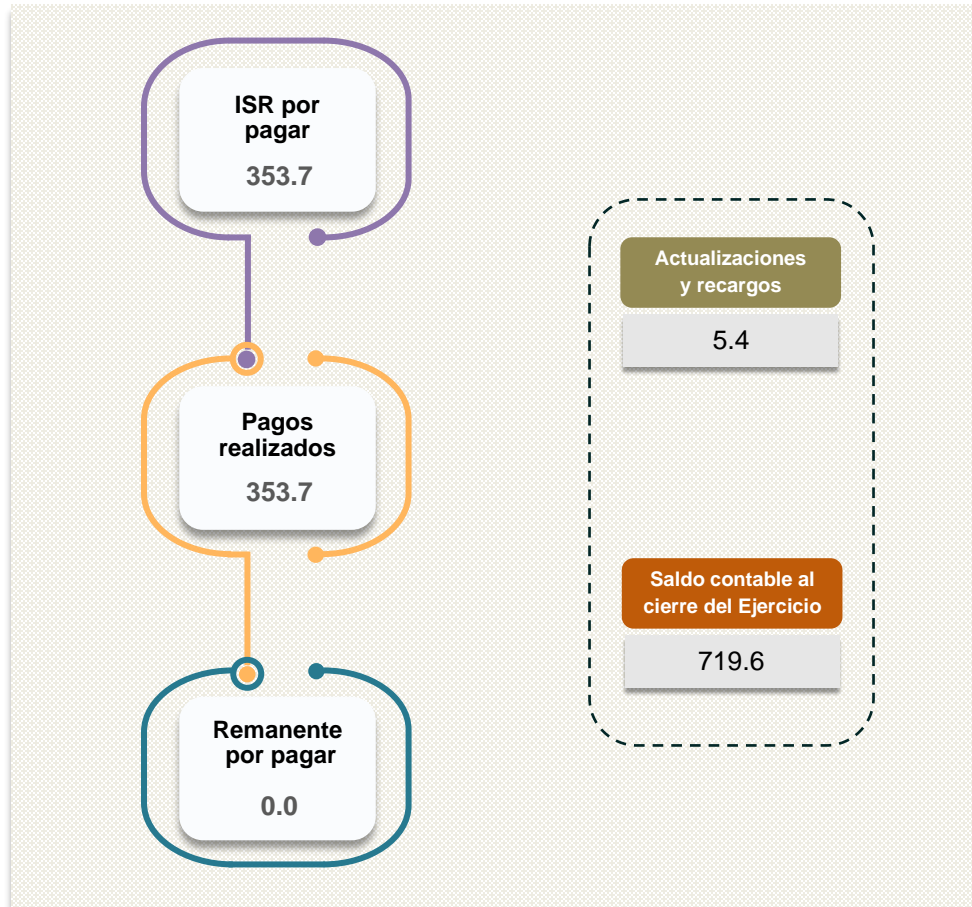 ISR por
pagar
353.7
Pagos
realizados
353.7
Remanente
por pagar
0.0
Actualizaciones
y recargos
5.4
Saldo contable al
cierre del Ejercicio
719.6